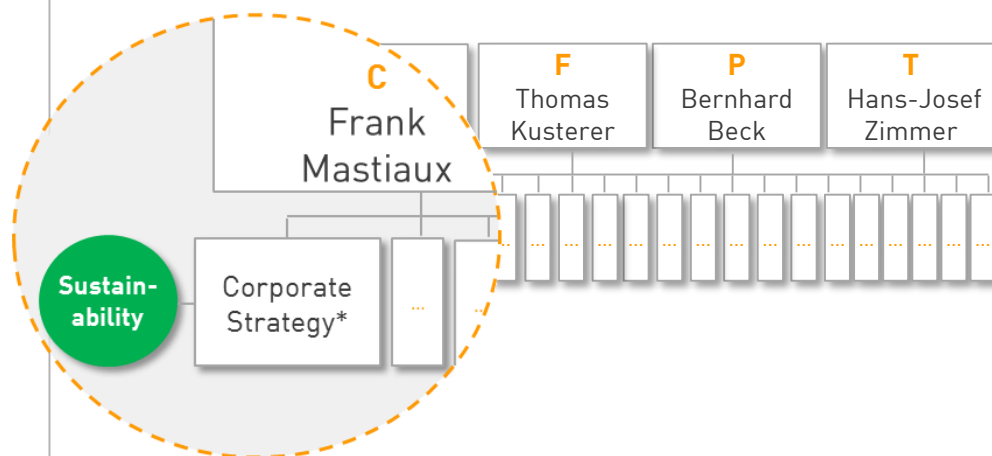 C
Frank
Mastiaux
F
Thomas
Kusterer
P
Bernhard
Beck
T
Hans-Josef
Zimmer
Sustain-
ability
Corporate
Strategy*
...
...
... ... ... ... ... ... ... ... ... ... ... ... ... ... ...